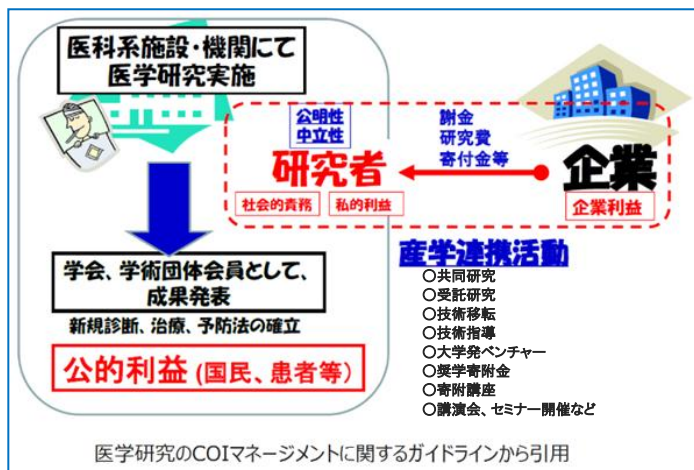 医科系施設・機関にて
医学研究実施
公明性
中立性
研究者
社会的責務
私的利益
謝金
研究費
寄付金等
企業
企業利益
学会、学術団体会員として、
成果発表
新規診断、治療、予防法の確立
公的利益 (国民、患者等)
産学連携活動
〇共同研究
〇受託研究
〇技術移転
〇技術指導
〇大学発ベンチャー
〇奨学寄附金
〇寄附講座
〇講演会、セミナー開催など
医学研究のCOIマネージメントに関するガイドラインから引用